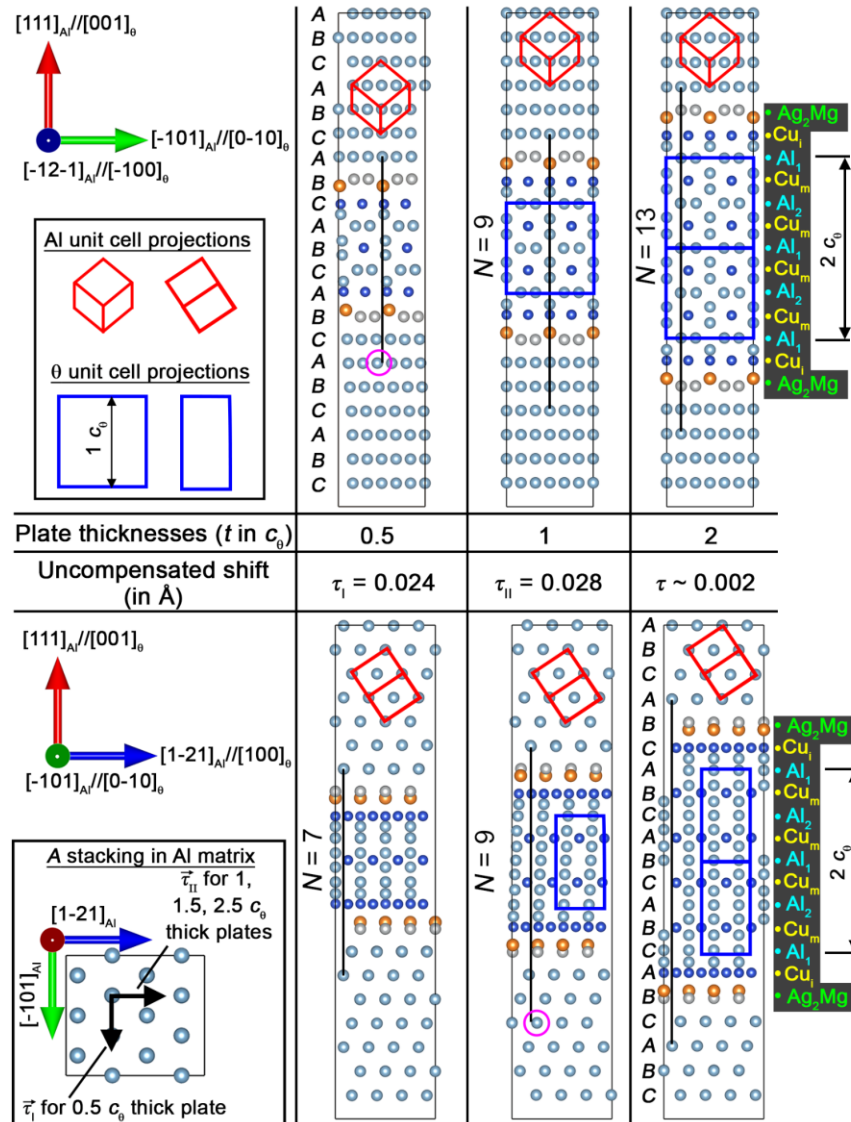 [111]Al//[001]θ
[-101]Al//[0-10]θ
[-12-1]Al//[-100]θ
Al unit cell projections
θ unit cell projections
1 cθ
A
B
C
A
B
C
A
B
C
A
B
C
A
B
C
A
B
C
A
B
C
N = 9
N = 13
Ag2Mg
Cui
Al1
Cum
Al2
Cum
Al1
Cum
Al2
Cum
Al1
Cui
Ag2Mg
2 cθ
Plate thicknesses (t in cθ) 0.5 1 2
Uncompensated shift
(in Å)
τI = 0.024 τII = 0.028 τ ~ 0.002
[111]Al//[001]θ
[1-21]Al//[100]θ
[-101]Al//[0-10]θ
A stacking in Al matrix
τ⃗II for 1,
1.5, 2.5 cθ
thick plates
[1-21]Al
[-101]Al
τ⃗I for 0.5 cθ thick plate
N = 7
N = 9
A
B
C
A
B
C
A
B
C
A
B
C
A
B
C
A
B
C
A
B
C
Ag2Mg
Cui
Al1
Cum
Al2
Cum
Al1
Cum
Al2
Cum
Al1
Cui
Ag2Mg
2 cθ